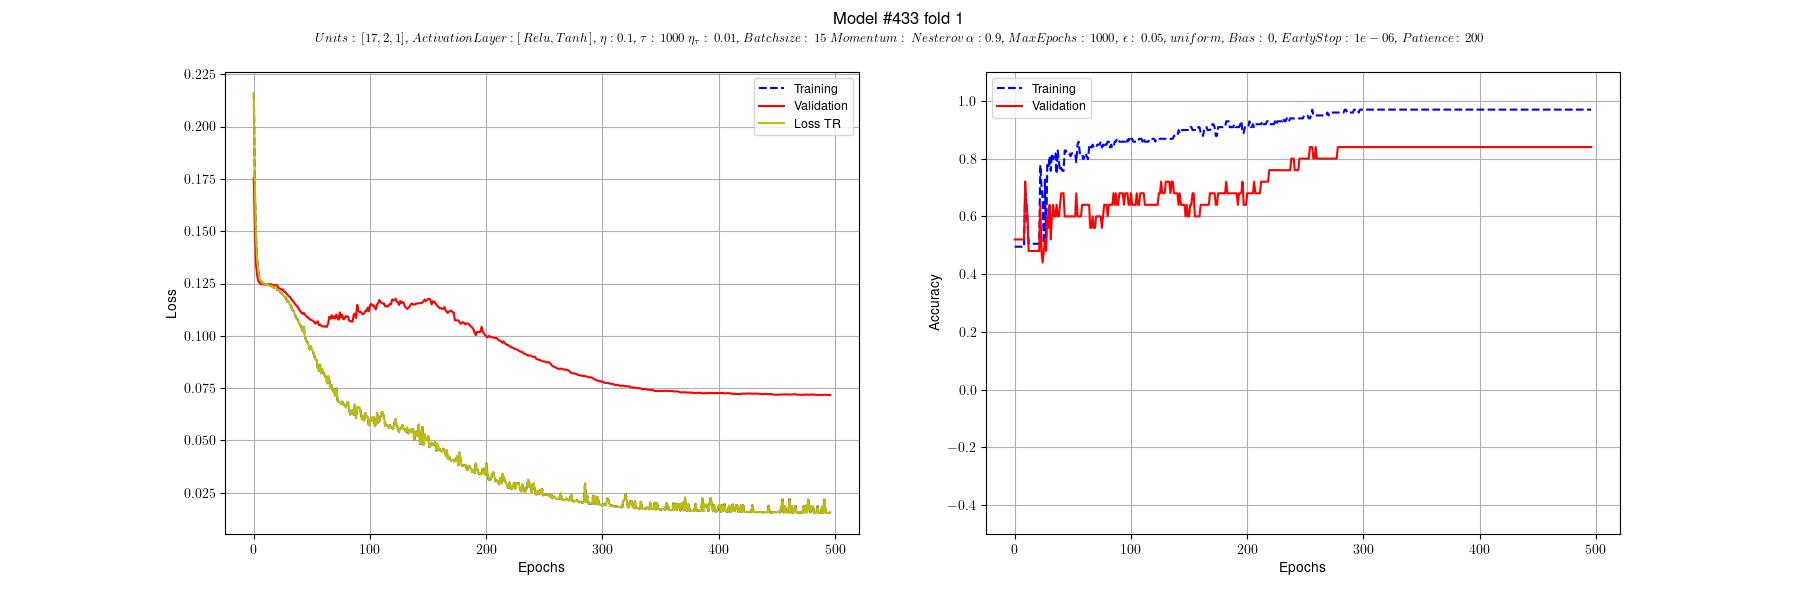 Model #433 fold 1
Units : [17, 2, 1], ActivationLayer : [ Relu, Tanh], η : 0.1, τ : 1000 η_τ : 0.01, Batchsize : 15 Momentum : Nesterov α : 0.9, MaxEpochs : 1000, ϵ : 0.05, uniform, Bias : 0, EarlyStop : 1e − 06, Patience : 200
0.225
0.200
0.175
0.150
0.125
0.100
0.075
0.050
0.025
Loss
Training
Validation
Loss TR
0 100 200 300 400 500
Epochs
1.0
0.8
0.6
0.4
0.2
0.0
−0.2
−0.4
Accuracy
Training
Validation
0 100 200 300 400 500
Epochs